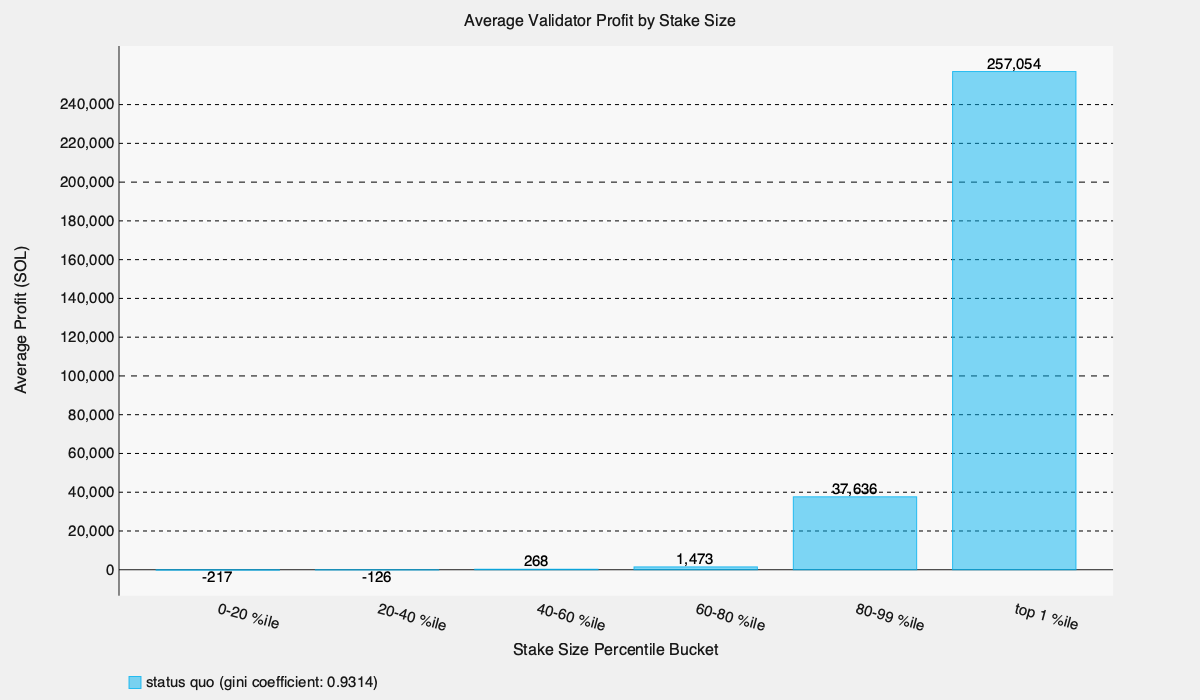 Average Validator Profit by Stake Size
257,054
240,000
220,000
200,000
180,000
160,000
140,000
120,000
100,000
80,000
60,000
40,000
20,000
0
Average Profit (SOL)
37,636
1,473
268
-217
-126
0-20 %ile
20-40 %ile
40-60 %ile
60-80 %ile
80-99 %ile
top 1 %ile
Stake Size Percentile Bucket
status quo (gini coefficient: 0.9314)